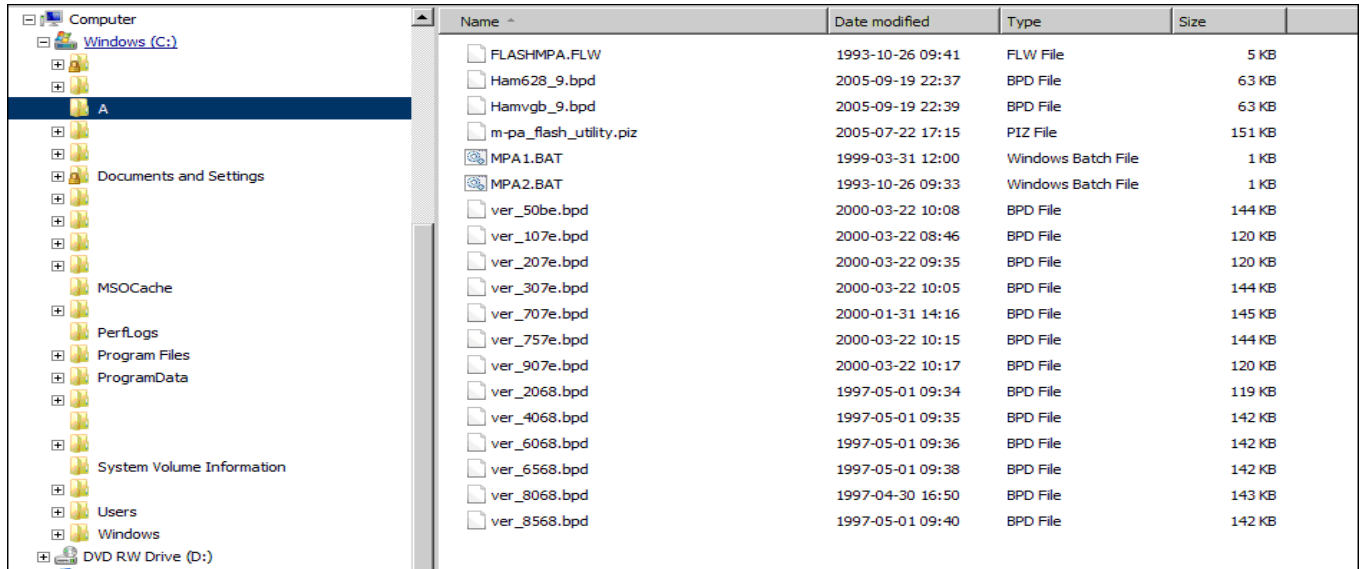 Computer
Windows (C:)
A
Documents and Settings
MSOCache
PerfLogs
Program Files
ProgramData
System Volume Information
Users
Windows
DVD RW Drive (D:)
Name Date modified Type Size
FLASHMPA.FLW 1993-10-26 09:41 FLW File 5 KB
Ham628_9.bpd 2005-09-19 22:37 BPD File 63 KB
Hamvgb_9.bpd 2005-09-19 22:39 BPD File 63 KB
m-pa_flash_utility.piz 2005-07-22 17:15 PIZ File 151 KB
MPA1.BAT 1999-03-31 12:00 Windows Batch File 1 KB
MPA2.BAT 1993-10-26 09:33 Windows Batch File 1 KB
ver_50be.bpd 2000-03-22 10:08 BPD File 144 KB
ver_107e.bpd 2000-03-22 08:46 BPD File 120 KB
ver_207e.bpd 2000-03-22 09:35 BPD File 120 KB
ver_307e.bpd 2000-03-22 10:05 BPD File 144 KB
ver_707e.bpd 2000-01-31 14:16 BPD File 145 KB
ver_757e.bpd 2000-03-22 10:15 BPD File 144 KB
ver_907e.bpd 2000-03-22 10:17 BPD File 120 KB
ver_2068.bpd 1997-05-01 09:34 BPD File 119 KB
ver_4068.bpd 1997-05-01 09:35 BPD File 142 KB
ver_6068.bpd 1997-05-01 09:36 BPD File 142 KB
ver_6568.bpd 1997-05-01 09:38 BPD File 142 KB
ver_8068.bpd 1997-04-30 16:50 BPD File 143 KB
ver_8568.bpd 1997-05-01 09:40 BPD File 142 KB